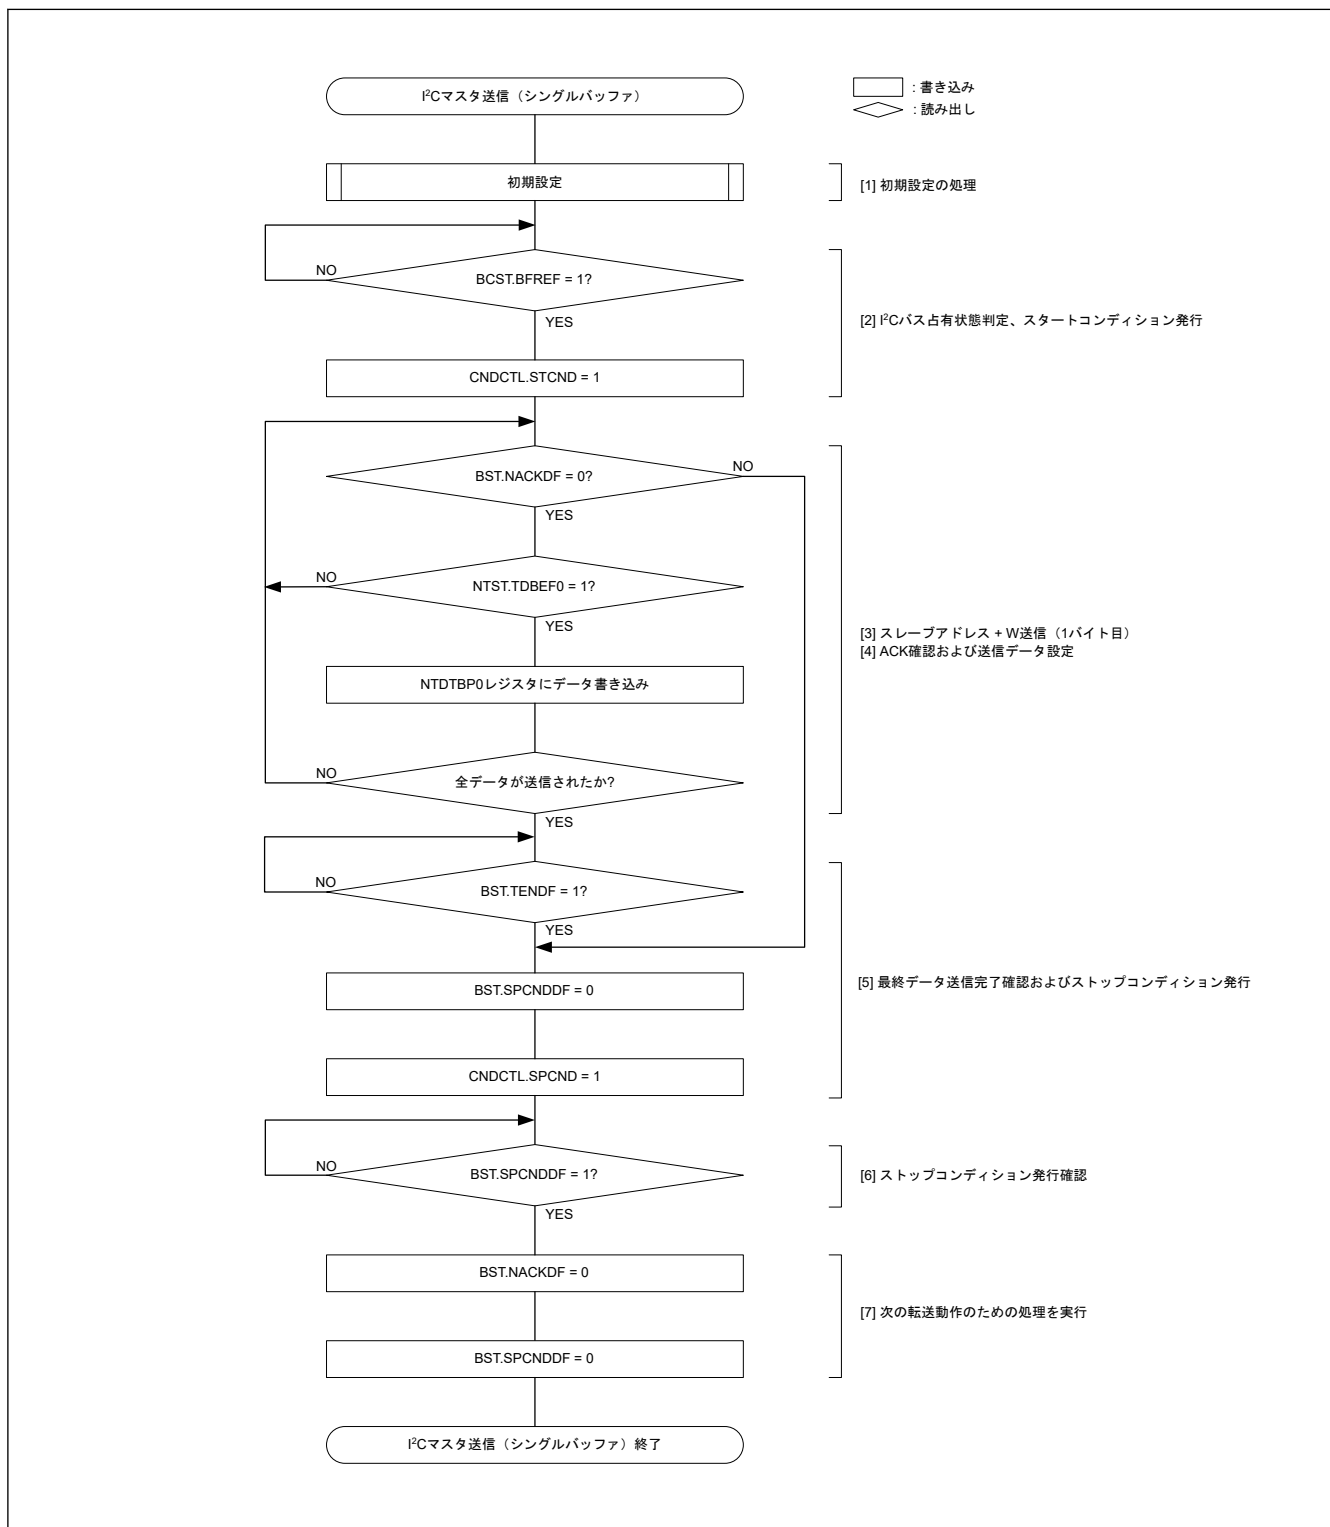 I²Cマスタ送信（シングルバッファ）
: 書き込み
: 読み出し
初期設定
[1] 初期設定の処理
NO
BCST.BFREF = 1?
YES
[2] I²Cバス占有状態判定、スタートコンディション発行
CNDCTL.STCND = 1
BST.NACKDF = 0?
NO
YES
NO
NTST.TDBEF0 = 1?
YES
[3] スレーブアドレス + W送信（1バイト目）
[4] ACK確認および送信データ設定
NTDTBP0レジスタにデータ書き込み
NO
全データが送信されたか?
YES
NO
BST.TENDF = 1?
YES
[5] 最終データ送信完了確認およびストップコンディション発行
BST.SPCNDDF = 0
CNDCTL.SPCND = 1
NO
BST.SPCNDDF = 1?
YES
[6] ストップコンディション発行確認
BST.NACKDF = 0
[7] 次の転送動作のための処理を実行
BST.SPCNDDF = 0
I²Cマスタ送信（シングルバッファ）終了